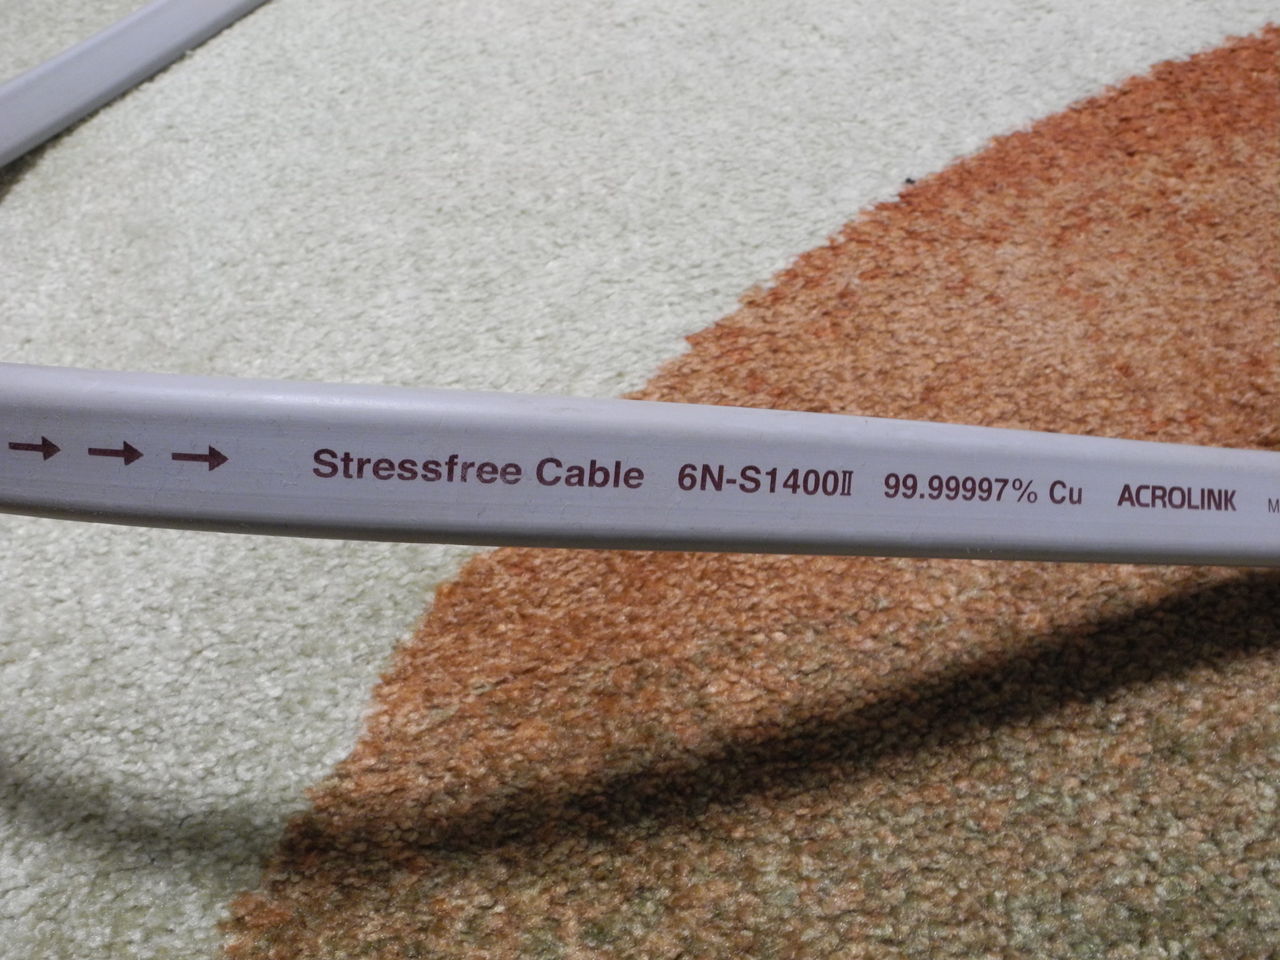 → → → Stressfree Cable 6N-S1400Ⅱ 99.99997% Cu ACROLINK